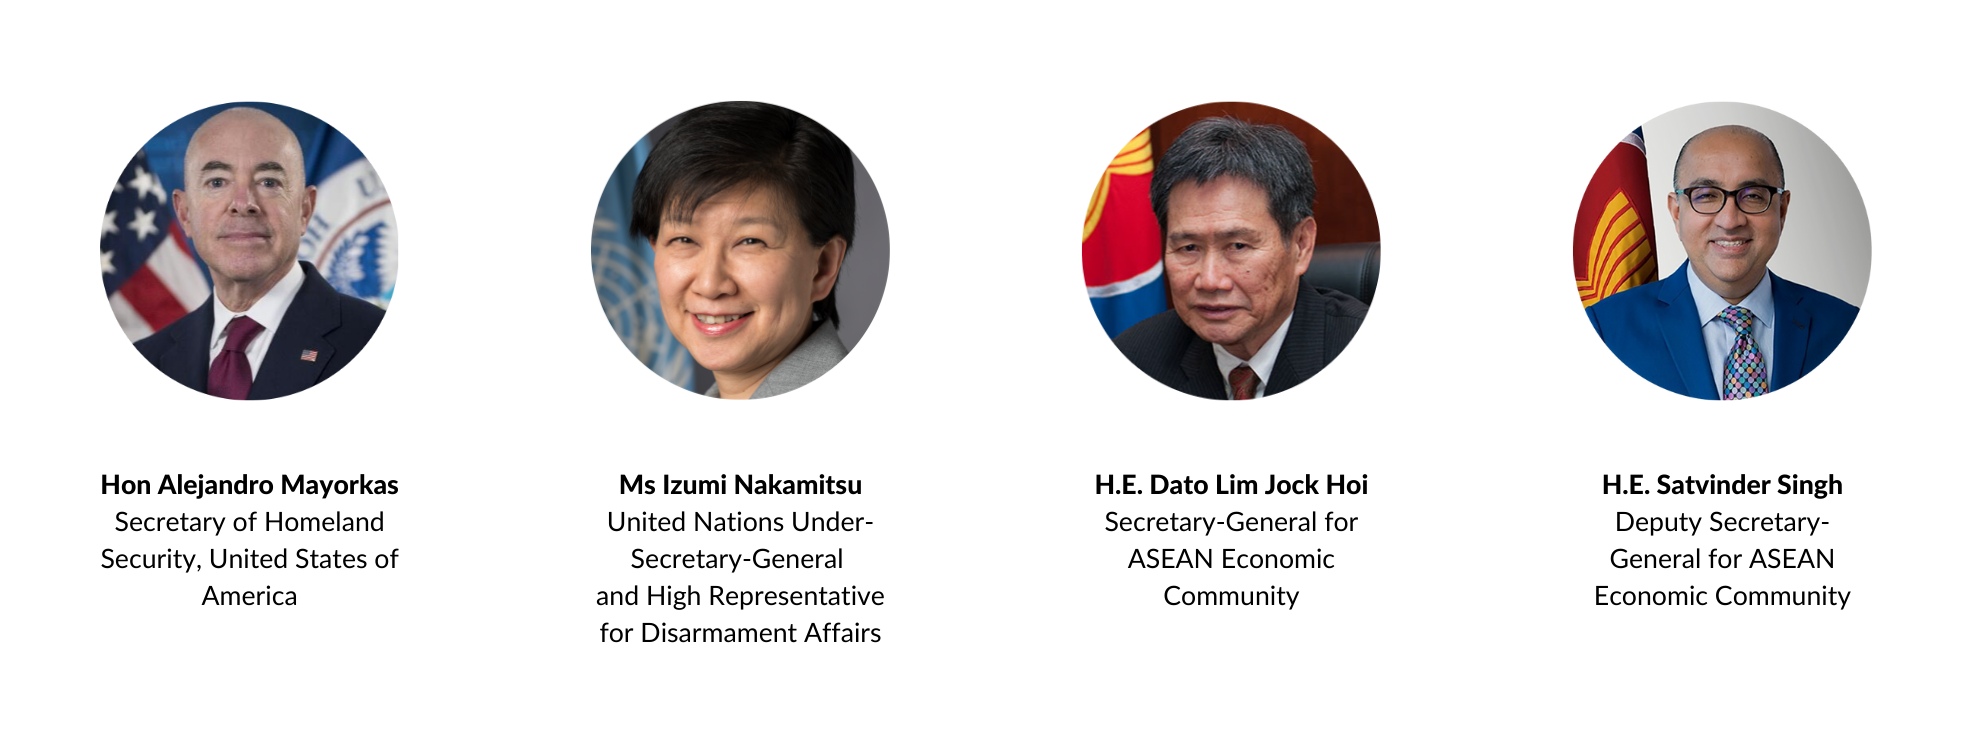 Hon Alejandro Mayorkas
Secretary of Homeland
Security, United States of
America
Ms Izumi Nakamitsu
United Nations Under-
Secretary-General
and High Representative
for Disarmament Affairs
H.E. Dato Lim Jock Hoi
Secretary-General for
ASEAN Economic
Community
H.E. Satvinder Singh
Deputy Secretary-
General for ASEAN
Economic Community